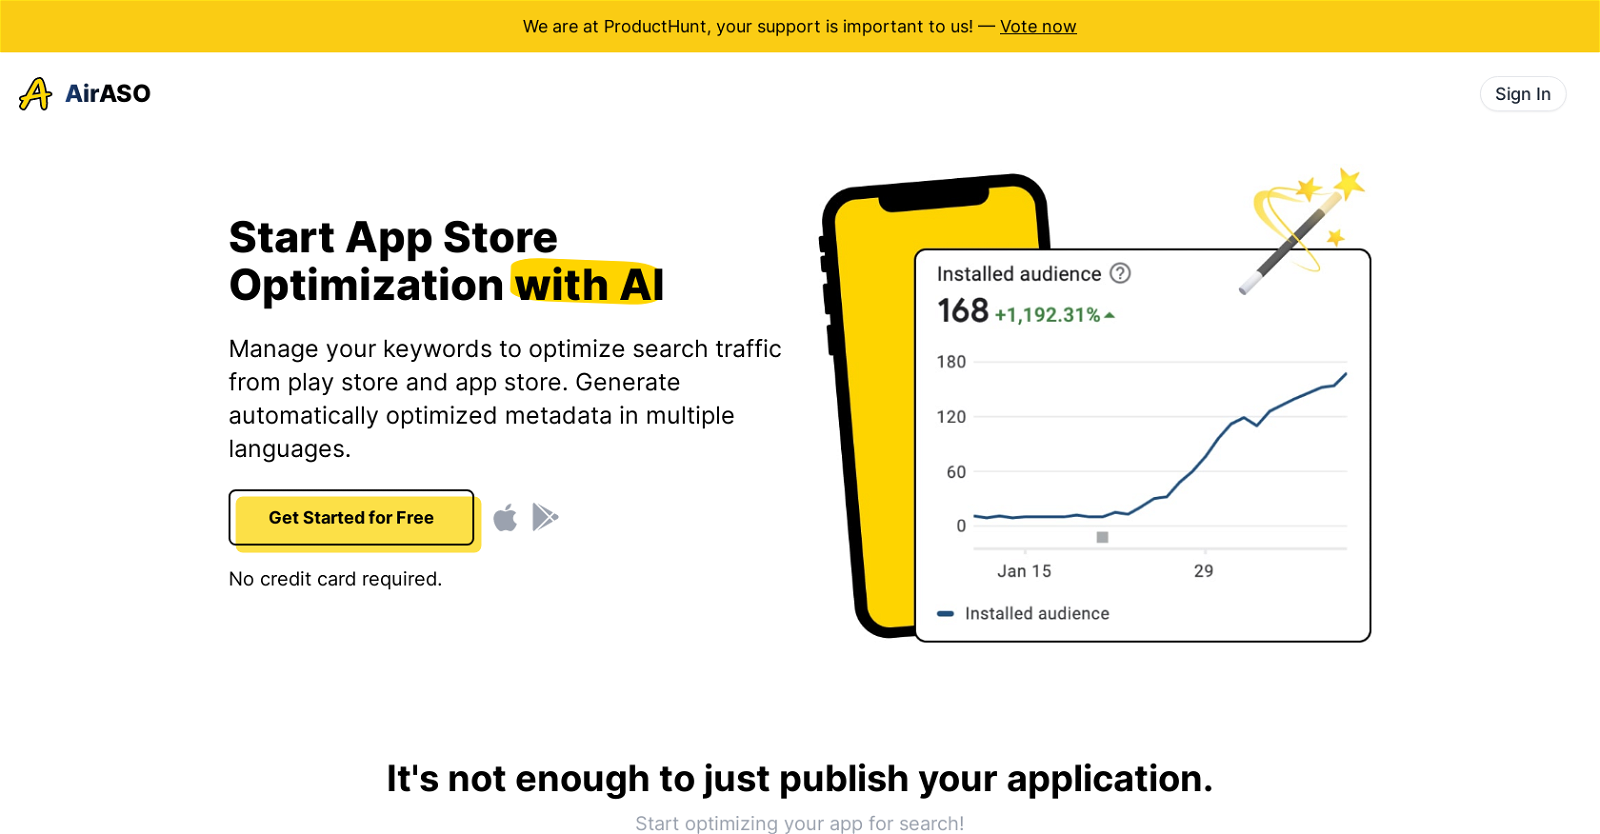 We are at ProductHunt, your support is important to us! — Vote now
AirASO
Sign In
Start App Store
Optimization with AI
Manage your keywords to optimize search traffic
from play store and app store. Generate
automatically optimized metadata in multiple
languages.
Get Started for Free
No credit card required.
Installed audience ?
168 +1,192.31%
180
120
60
0
Jan 15 29
Installed audience
It's not enough to just publish your application.
Start optimizing your app for search!